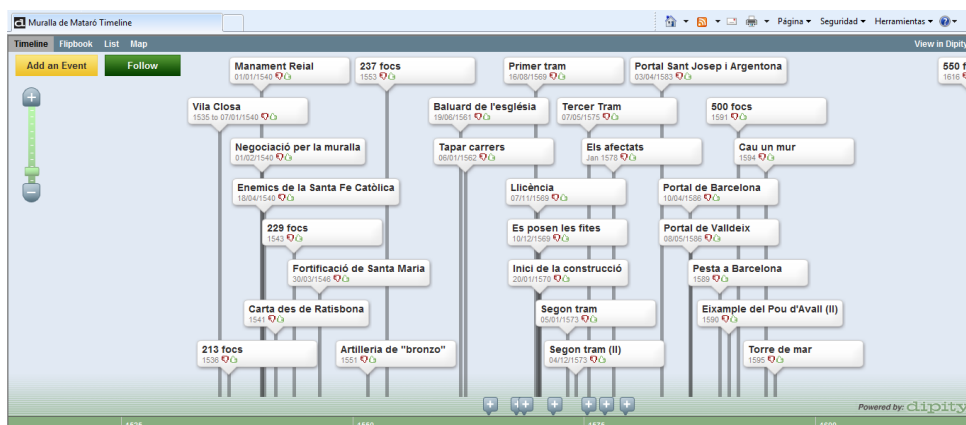 Muralla de Mataró Timeline
Página Seguridad Herramientas
Timeline Flipbook List Map View in Dipity
Add an Event Follow
Manament Reial
01/01/1540
237 focs
1553
Primer tram
16/08/1569
Portal Sant Josep i Argentona
03/04/1583
550 f
1616
Vila Closa
1535 to 07/01/1540
Baluard de l'església
19/06/1561
Tercer Tram
07/05/1575
500 focs
1591
Negociació per la muralla
01/02/1540
Tapar carrers
06/01/1562
Els afectats
Jan 1578
Cau un mur
1594
Enemics de la Santa Fe Catòlica
18/04/1540
Llicència
07/11/1569
Portal de Barcelona
10/04/1586
229 focs
1543
Es posen les fites
10/12/1569
Portal de Valldeix
08/05/1586
Fortificació de Santa Maria
30/03/1546
Inici de la construcció
20/01/1570
Pesta a Barcelona
1589
Carta des de Ratisbona
1541
Segon tram
05/01/1573
Eixample del Pou d'Avall (II)
1590
213 focs
1536
Artilleria de "bronzo"
1551
Segon tram (II)
04/12/1573
Torre de mar
1595
Powered by: dipity
1525 1550 1575 1600